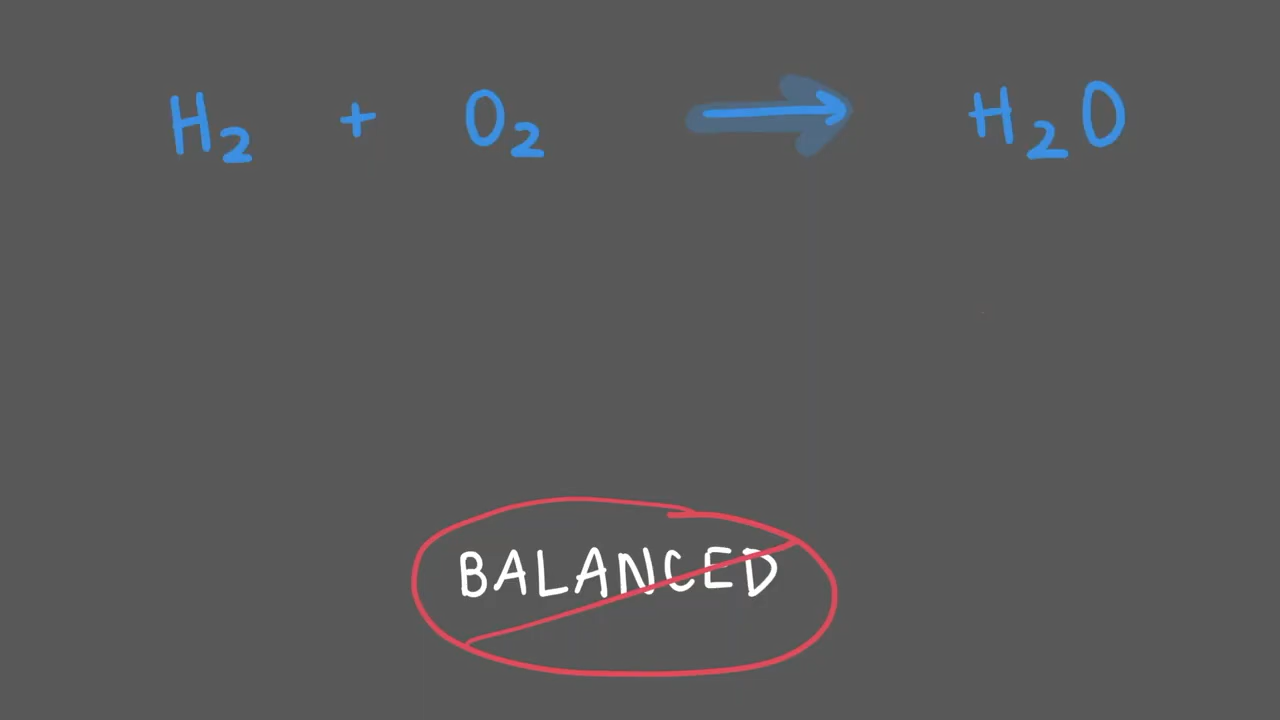 H₂ + O₂ → H₂O
BALANCED